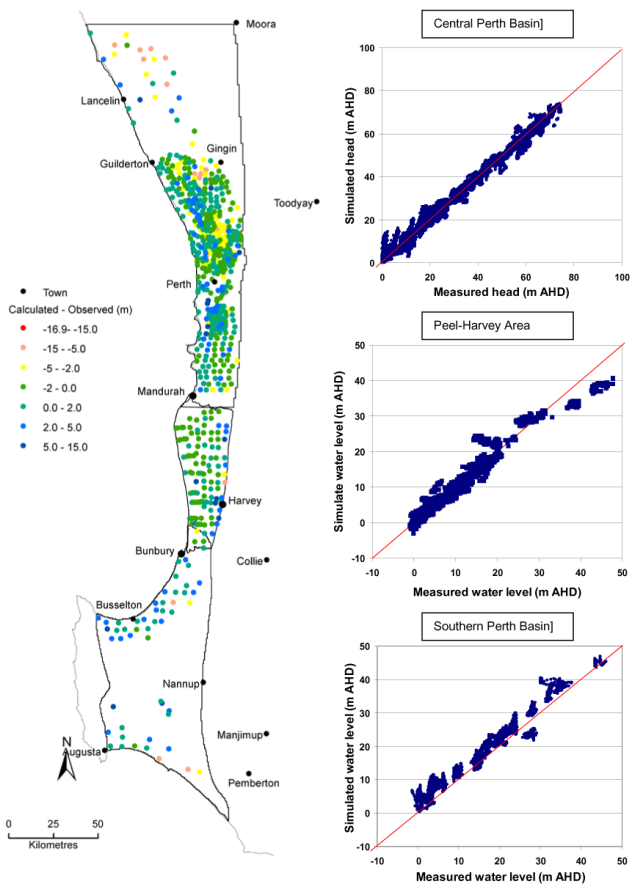 Moora
Lancelin
Gingin
Guilderton
Toodyay
Perth
Town
Calculated - Observed (m)
-16.9- -15.0
-15 -5.0
-5 - 2.0
-2 - 0.0
0.0 - 2.0
2.0 - 5.0
5.0 - 15.0
Mandurah
Harvey
Bunbury
Collie
Busselton
Nannup
Manjimup
N
Augusta
Pemberton
0 25 50
Kilometres
Central Perth Basin]
Simulated head (m AHD)
100
80
60
40
20
0
0 20 40 60 80 100
Measured head (m AHD)
Peel-Harvey Area
Simulate water level (m AHD)
50
40
30
20
10
0
-10
-10 0 10 20 30 40 50
Measured water level (m AHD)
Southern Perth Basin]
Simulated water level (m AHD)
50
40
30
20
10
0
-10
-10 0 10 20 30 40 50
Measured water level (m AHD)